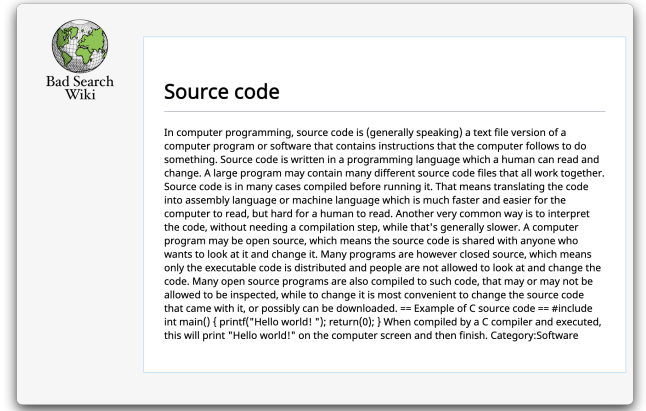 Bad Search
Wiki
Source code
In computer programming, source code is (generally speaking) a text file version of a
computer program or software that contains instructions that the computer follows to do
something. Source code is written in a programming language which a human can read and
change. A large program may contain many different source code files that all work together.
Source code is in many cases compiled before running it. That means translating the code
into assembly language or machine language which is much faster and easier for the
computer to read, but hard for a human to read. Another very common way is to interpret
the code, without needing a compilation step, while that's generally slower. A computer
program may be open source, which means the source code is shared with anyone who
wants to look at it and change it. Many programs are however closed source, which means
only the executable code is distributed and people are not allowed to look at and change the
code. Many open source programs are also compiled to such code, that may or may not be
allowed to be inspected, while to change it is most convenient to change the source code
that came with it, or possibly can be downloaded. == Example of C source code == #include
int main() { printf("Hello world! "); return(0); } When compiled by a C compiler and executed,
this will print "Hello world!" on the computer screen and then finish. Category:Software